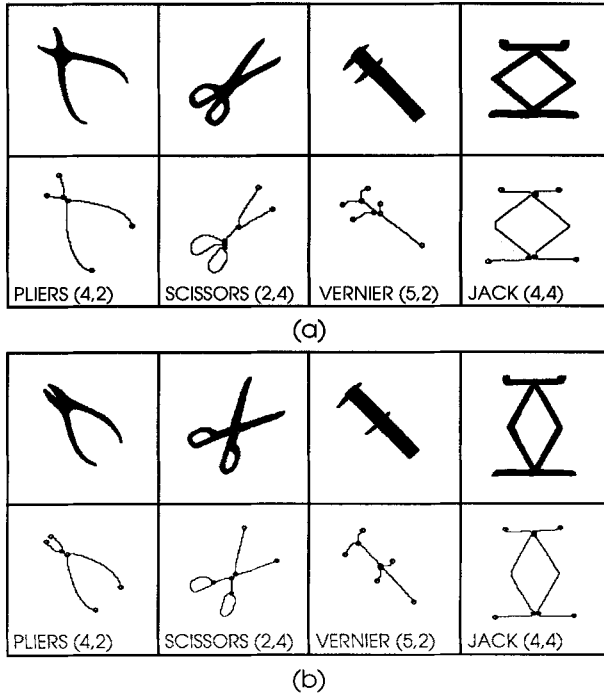 PLIERS (4,2) SCISSORS (2,4) VERNIER (5,2) JACK (4,4)
(a)
PLIERS (4,2) SCISSORS (2,4) VERNIER (5,2) JACK (4,4)
(b)